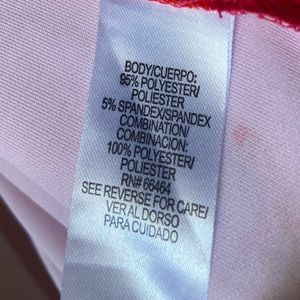 BODY/CUERPO:
95% POLYESTER/
POLIESTER
5% SPANDEX/SPANDEX
COMBINATION/
COMBINACION:
100% POLYESTER/
POLIESTER
RN# 66464
SEE REVERSE FOR CARE/
VER AL DORSO
PARA CUIDADO